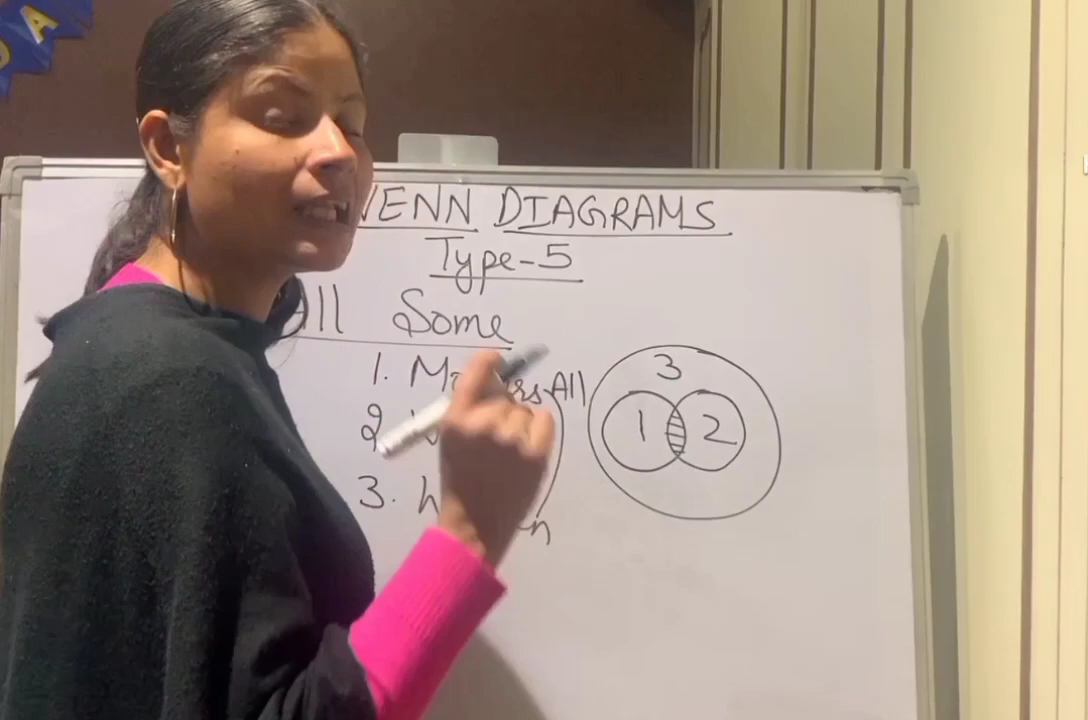 VENN DIAGRAMS
Type-5
All Some
1.
All
2.
3.
3
1 2
A